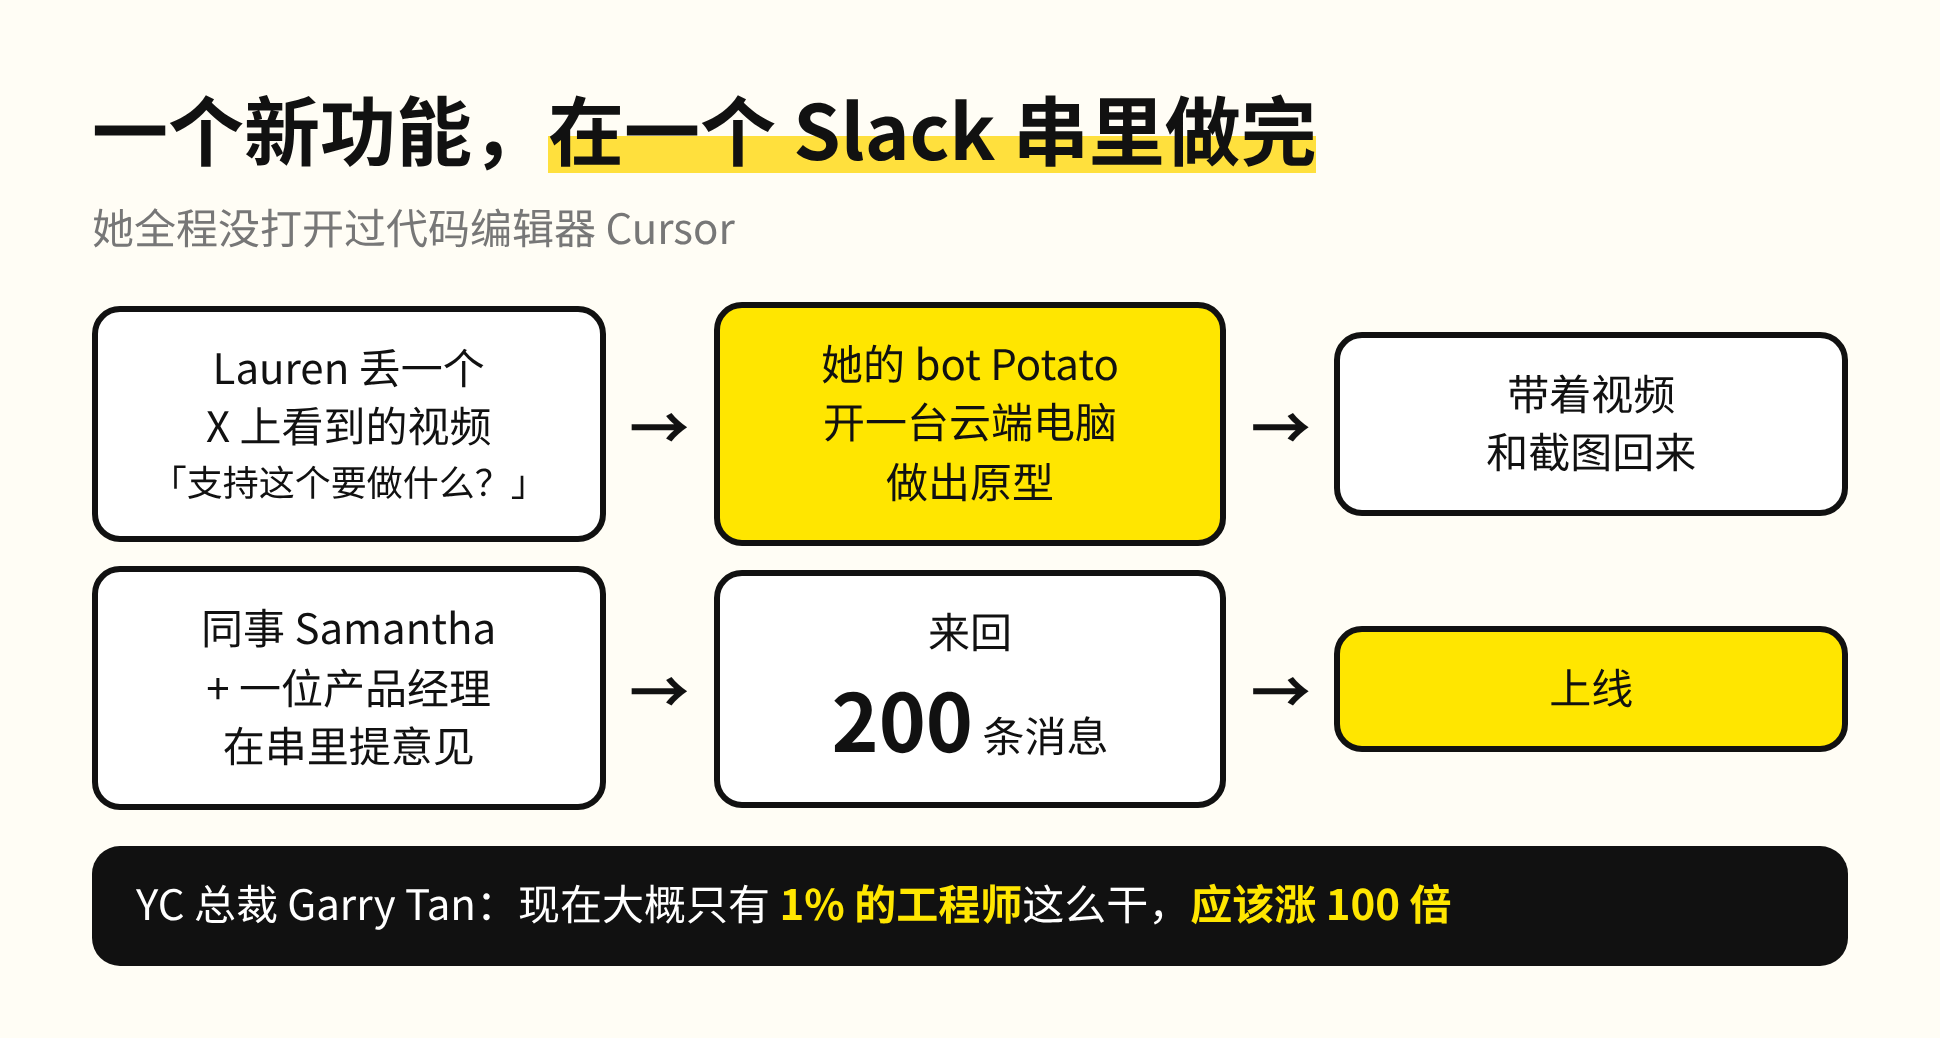 一个新功能，在一个 Slack 串里做完
她全程没打开过代码编辑器 Cursor
Lauren 丢一个
X 上看到的视频
「支持这个要做什么？」
→
她的 bot Potato
开一台云端电脑
做出原型
→
带着视频
和截图回来
同事 Samantha
+ 一位产品经理
在串里提意见
→
来回
200 条消息
→
上线
YC 总裁 Garry Tan：现在大概只有 1% 的工程师这么干，应该涨 100 倍